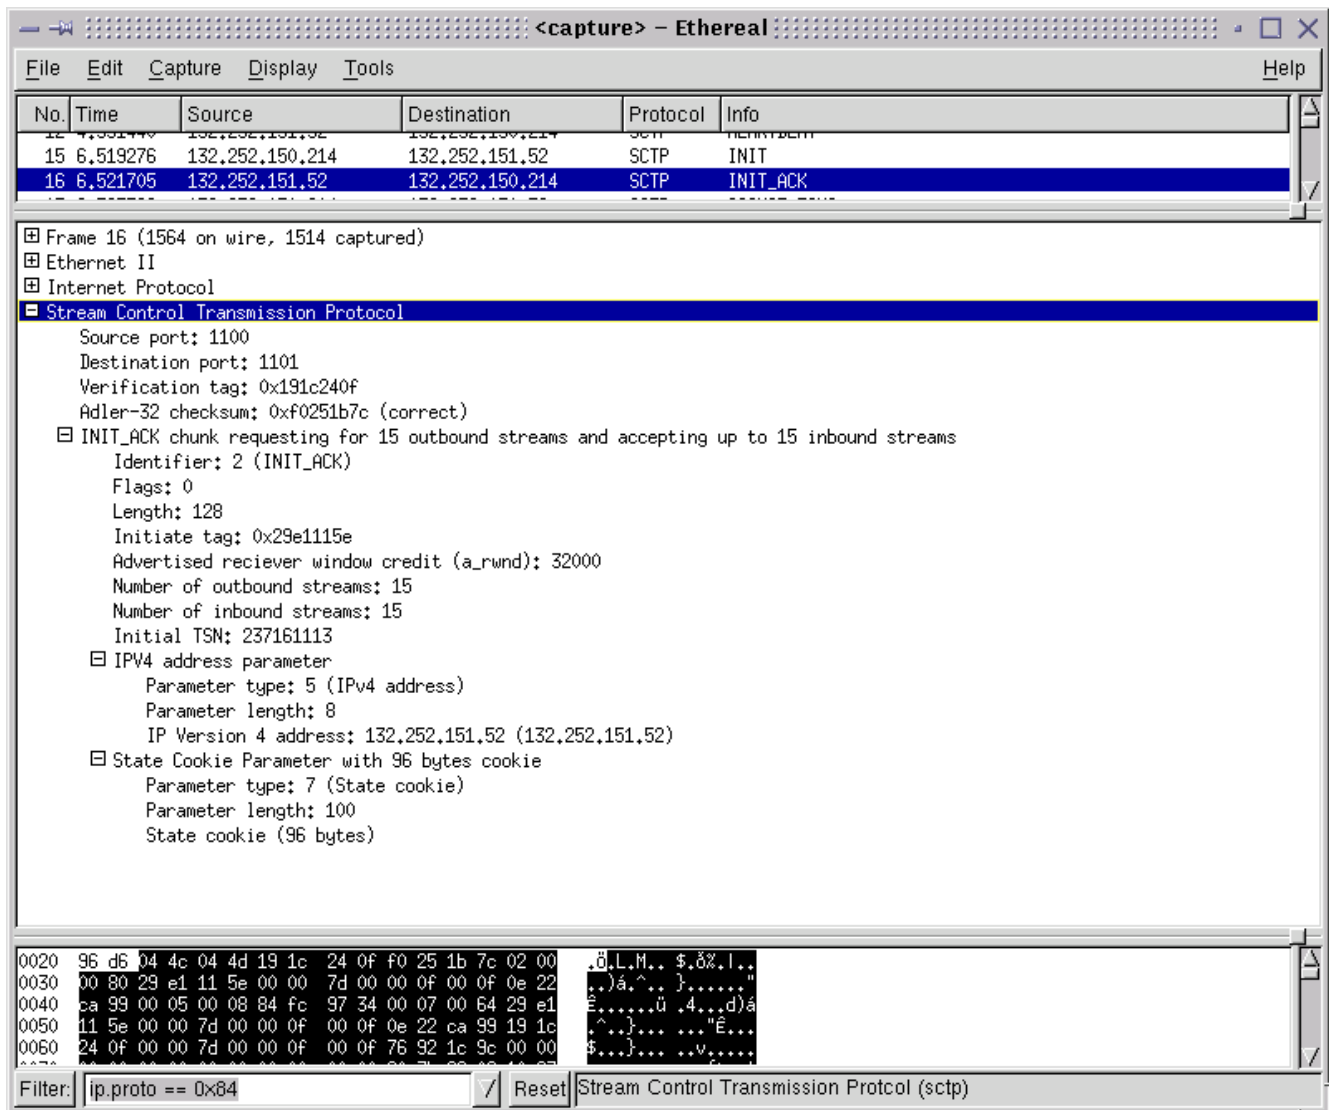 <capture> – Ethereal
File Edit Capture Display Tools Help
No. Time Source Destination Protocol Info
15 6.519276 132.252.150.214 132.252.151.52 SCTP INIT
16 6.521705 132.252.151.52 132.252.150.214 SCTP INIT_ACK
Frame 16 (1564 on wire, 1514 captured)
Ethernet II
Internet Protocol
Stream Control Transmission Protocol
Source port: 1100
Destination port: 1101
Verification tag: 0x191c240f
Adler-32 checksum: 0xf0251b7c (correct)
INIT_ACK chunk requesting for 15 outbound streams and accepting up to 15 inbound streams
Identifier: 2 (INIT_ACK)
Flags: 0
Length: 128
Initiate tag: 0x29e1115e
Advertised reciever window credit (a_rwnd): 32000
Number of outbound streams: 15
Number of inbound streams: 15
Initial TSN: 237161113
IPV4 address parameter
Parameter type: 5 (IPv4 address)
Parameter length: 8
IP Version 4 address: 132.252.151.52 (132.252.151.52)
State Cookie Parameter with 96 bytes cookie
Parameter type: 7 (State cookie)
Parameter length: 100
State cookie (96 bytes)
0020 96 d6 04 4c 04 4d 19 1c 24 0f f0 25 1b 7c 02 00 .ö.L.M.. $.ð%.|..
0030 00 80 29 e1 11 5e 00 00 7d 00 00 0f 00 0f 0e 22 ..)á.^.. }......"
0040 ca 99 00 05 00 08 84 fc 97 34 00 07 00 64 29 e1 Ê......ü .4...d)á
0050 11 5e 00 00 7d 00 00 0f 00 0f 0e 22 ca 99 19 1c .^..}... ..."Ê...
0060 24 0f 00 00 7d 00 00 0f 00 0f 76 92 1c 9c 00 00 $...}... ..v.....
Filter: ip.proto == 0x84 Reset Stream Control Transmission Protcol (sctp)